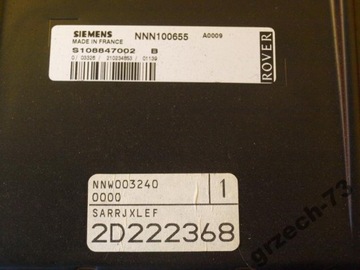 SIEMENS NNN100655 A0009
MADE IN FRANCE
S108847002 B
ROVER
NNW003240 1
0000
SARRJXLEF
2D222368
grzech-73